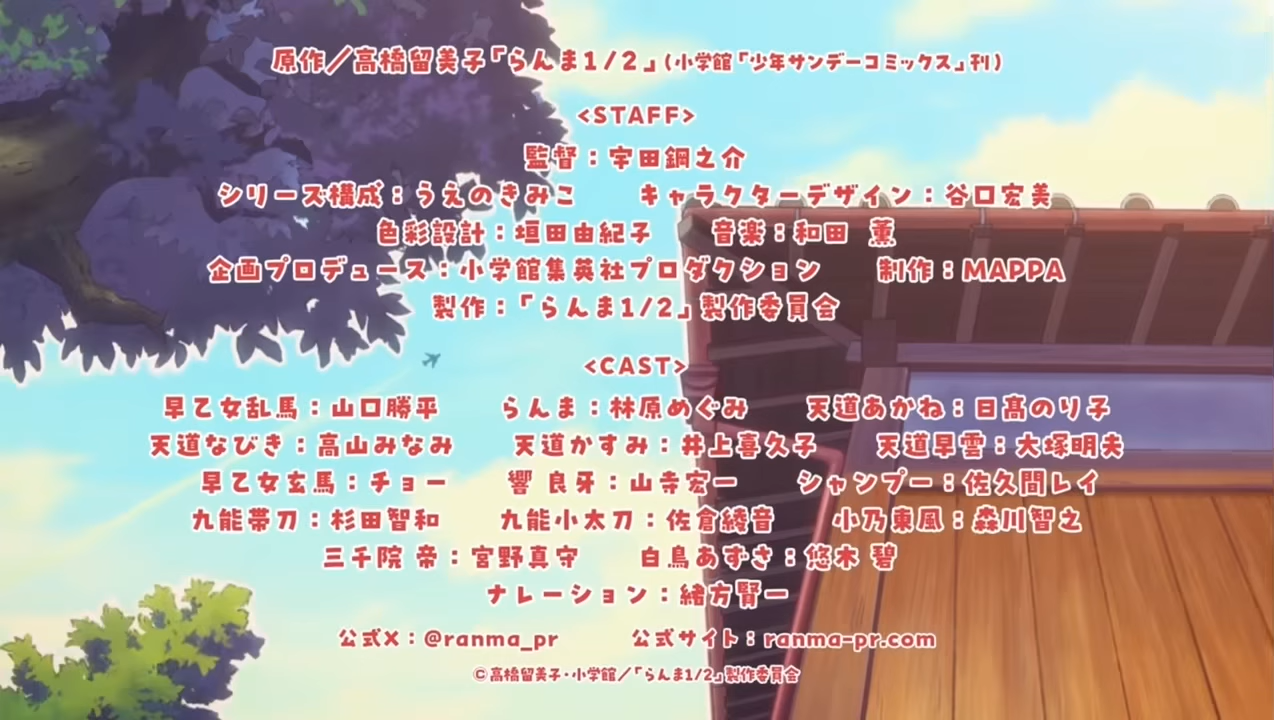 原作／高橋留美子「らんま1/2」(小学館「少年サンデーコミックス」刊)
<STAFF>
監督：宇田鋼之介
シリーズ構成：うえのきみこ　キャラクターデザイン：谷口宏美
色彩設計：垣田由紀子　音楽：和田 薫
企画プロデュース：小学館集英社プロダクション　制作：MAPPA
製作：「らんま1/2」製作委員会
<CAST>
早乙女乱馬：山口勝平　らんま：林原めぐみ　天道あかね：日髙のり子
天道なびき：高山みなみ　天道かすみ：井上喜久子　天道早雲：大塚明夫
早乙女玄馬：チョー　響 良牙：山寺宏一　シャンプー：佐久間レイ
九能帯刀：杉田智和　九能小太刀：佐倉綾音　小乃東風：森川智之
三千院 帝：宮野真守　白鳥あずさ：悠木 碧
ナレーション：緒方賢一
公式X：@ranma_pr　公式サイト：ranma-pr.com
©高橋留美子・小学館／「らんま1/2」製作委員会